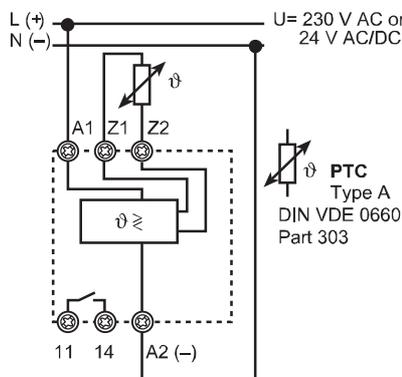 L (+)
N (–)
U= 230 V AC or
24 V AC/DC
ϑ
A1 Z1 Z2
ϑ PTC
Type A
DIN VDE 0660
Part 303
ϑ ≷
11 14 A2 (–)